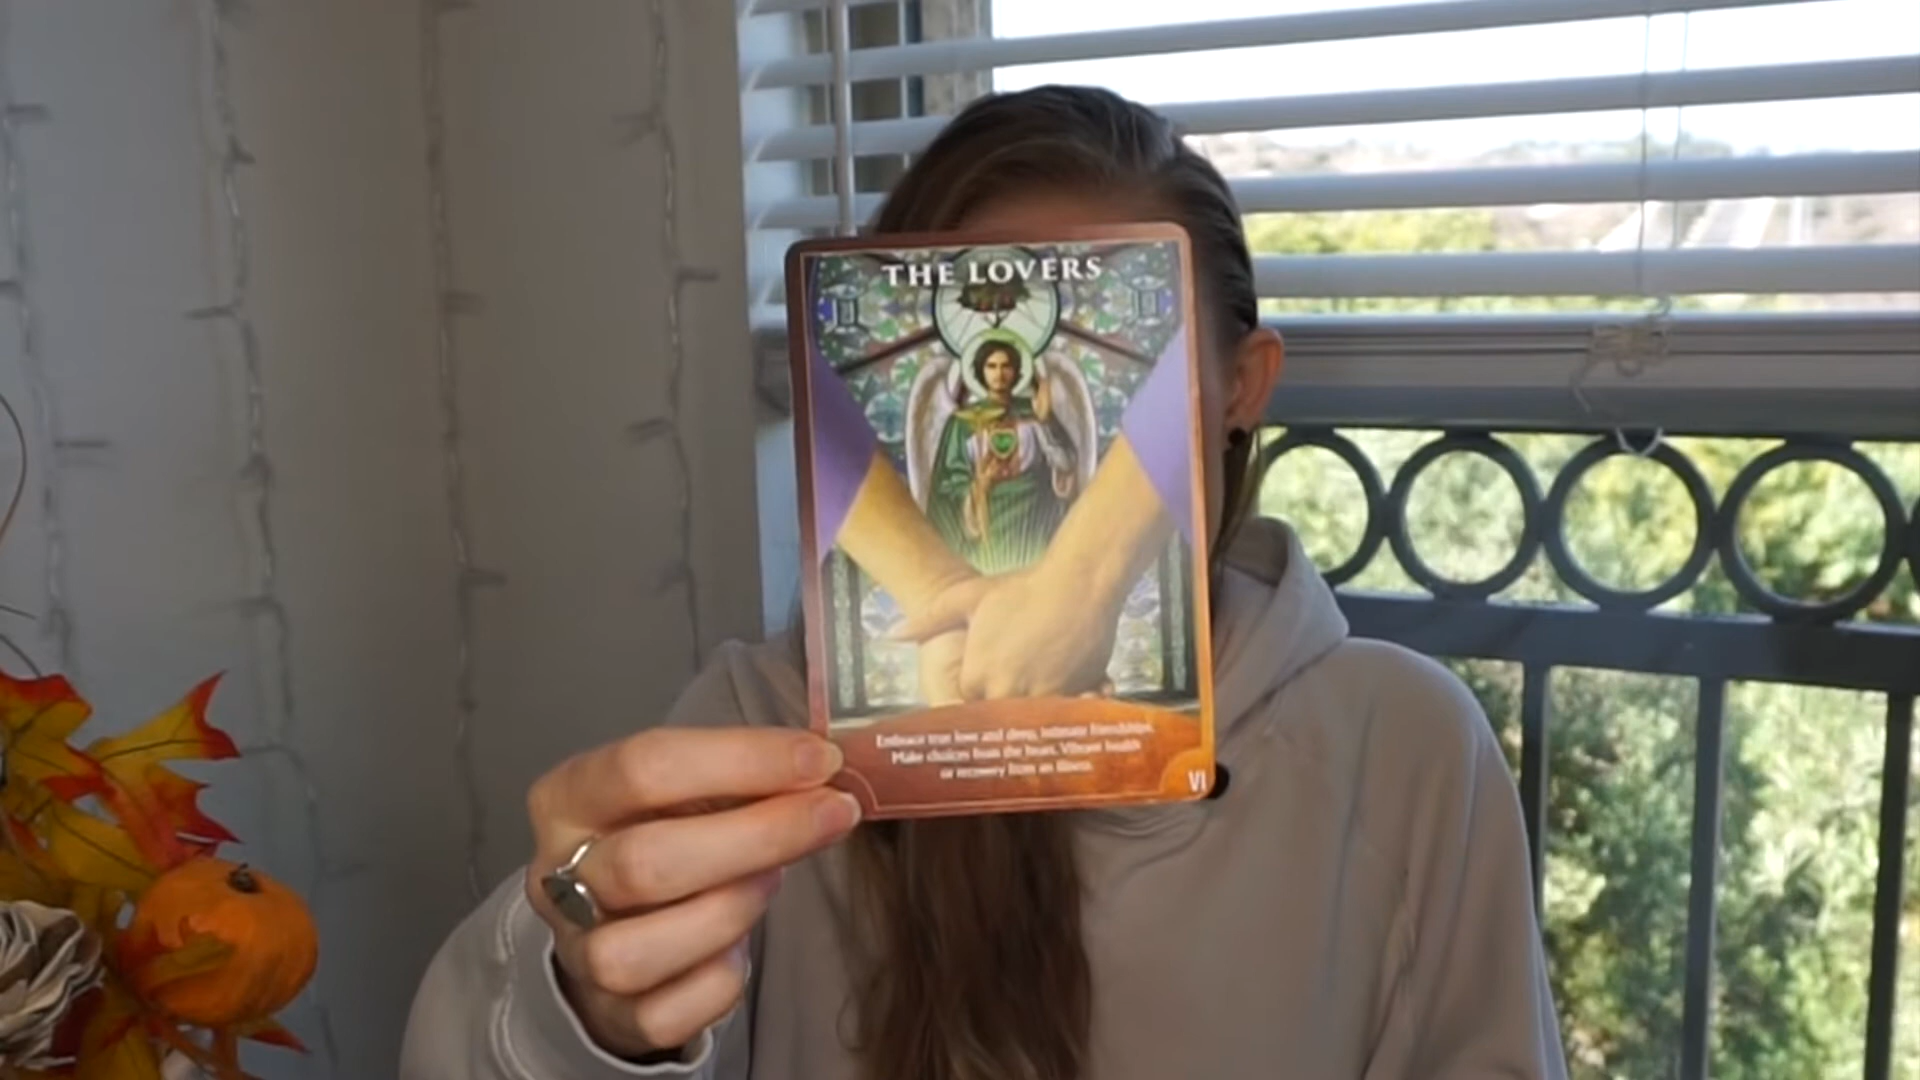 THE LOVERS
Embrace true love and deep, intimate friendships.
Make choices from the heart. Vibrant health
or recovery from an illness.
VI